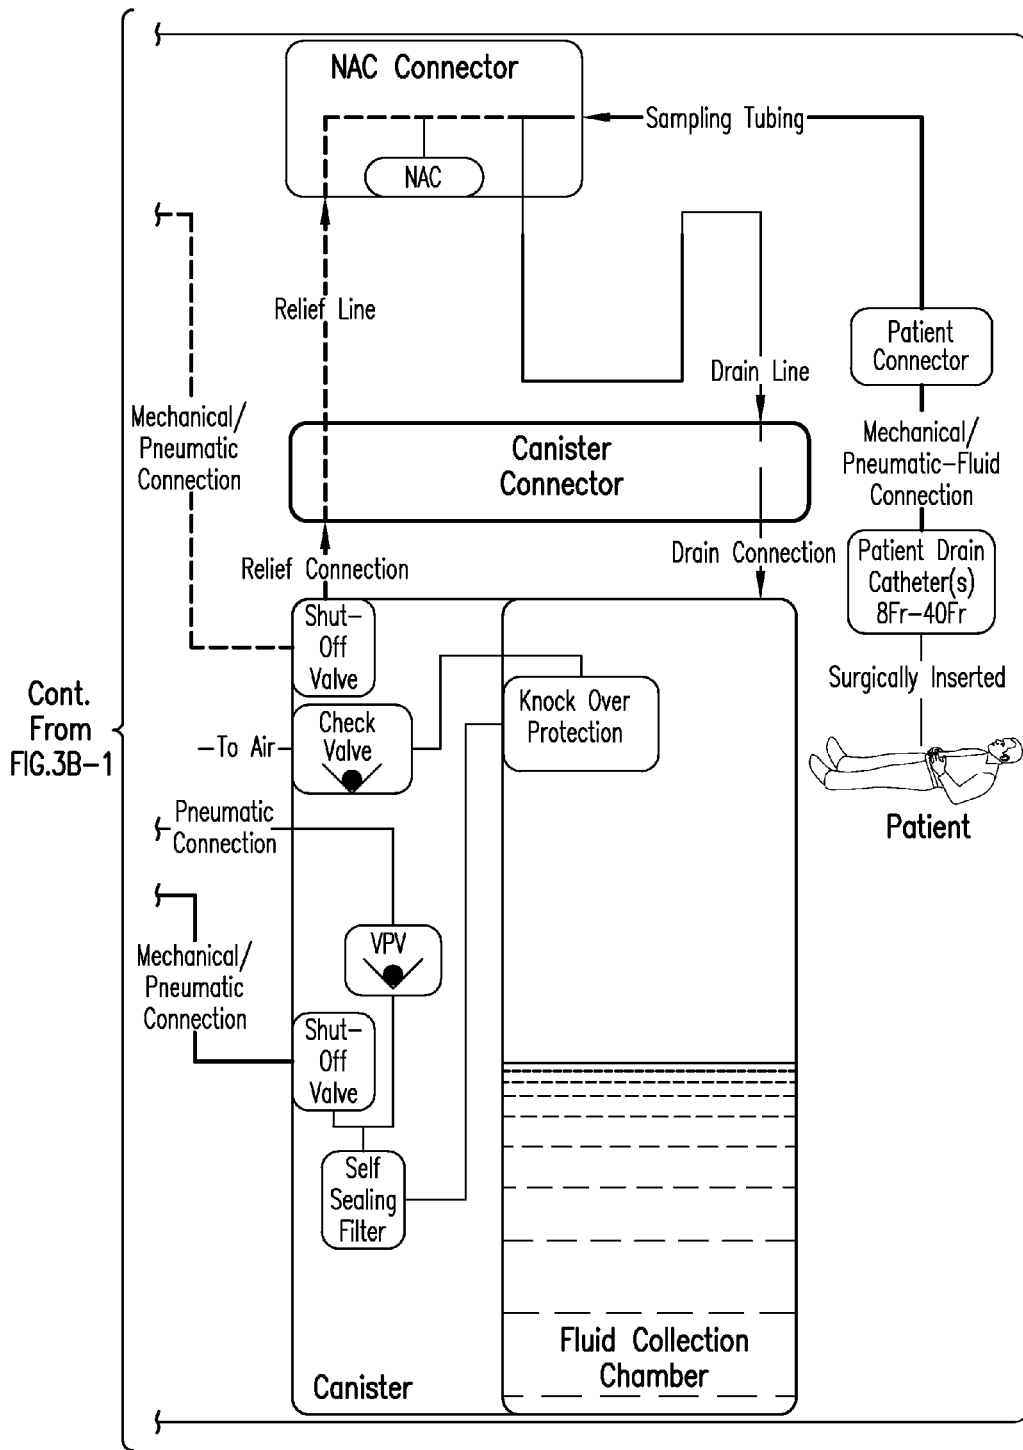 NAC Connector
Sampling Tubing
NAC
Relief Line
Drain Line
Patient
Connector
Mechanical/
Pneumatic
Connection
Canister
Connector
Mechanical/
Pneumatic-Fluid
Connection
Relief Connection
Drain Connection
Patient Drain
Catheter(s)
8Fr-40Fr
Shut-
Off
Valve
Surgically Inserted
Knock Over
Protection
Cont.
From
FIG.3B-1
-To Air
Check
Valve
Patient
Pneumatic
Connection
VPV
Mechanical/
Pneumatic
Connection
Shut-
Off
Valve
Self
Sealing
Filter
Fluid Collection
Chamber
Canister